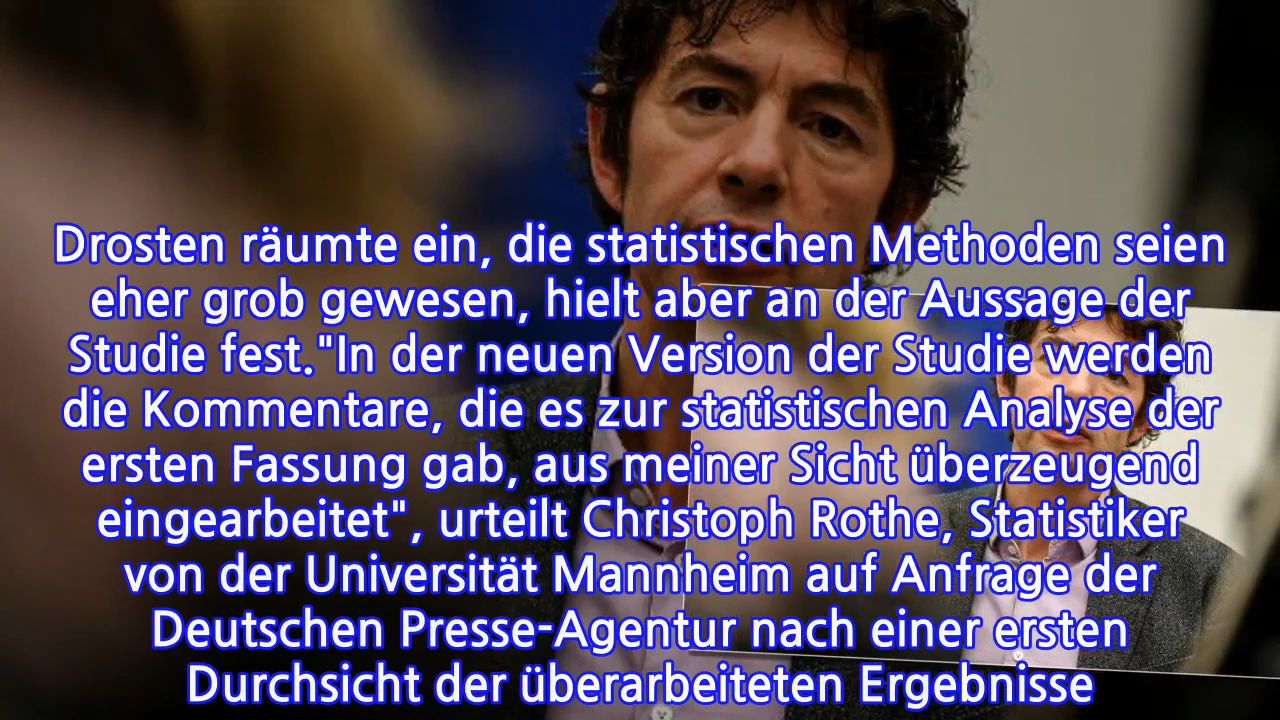 Drosten räumte ein, die statistischen Methoden seien
eher grob gewesen, hielt aber an der Aussage der
Studie fest."In der neuen Version der Studie werden
die Kommentare, die es zur statistischen Analyse der
ersten Fassung gab, aus meiner Sicht überzeugend
eingearbeitet", urteilt Christoph Rothe, Statistiker
von der Universität Mannheim auf Anfrage der
Deutschen Presse-Agentur nach einer ersten
Durchsicht der überarbeiteten Ergebnisse